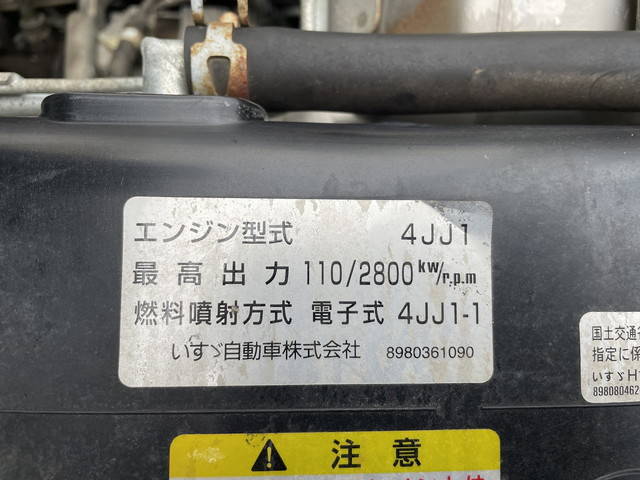 エンジン型式 4JJ1
最高出力 110/2800 kw/r.p.m
燃料噴射方式 電子式 4JJ1-1
いすゞ自動車株式会社 8980361090
国土交通
指定に係
いすゞH
898080462
⚠ 注意